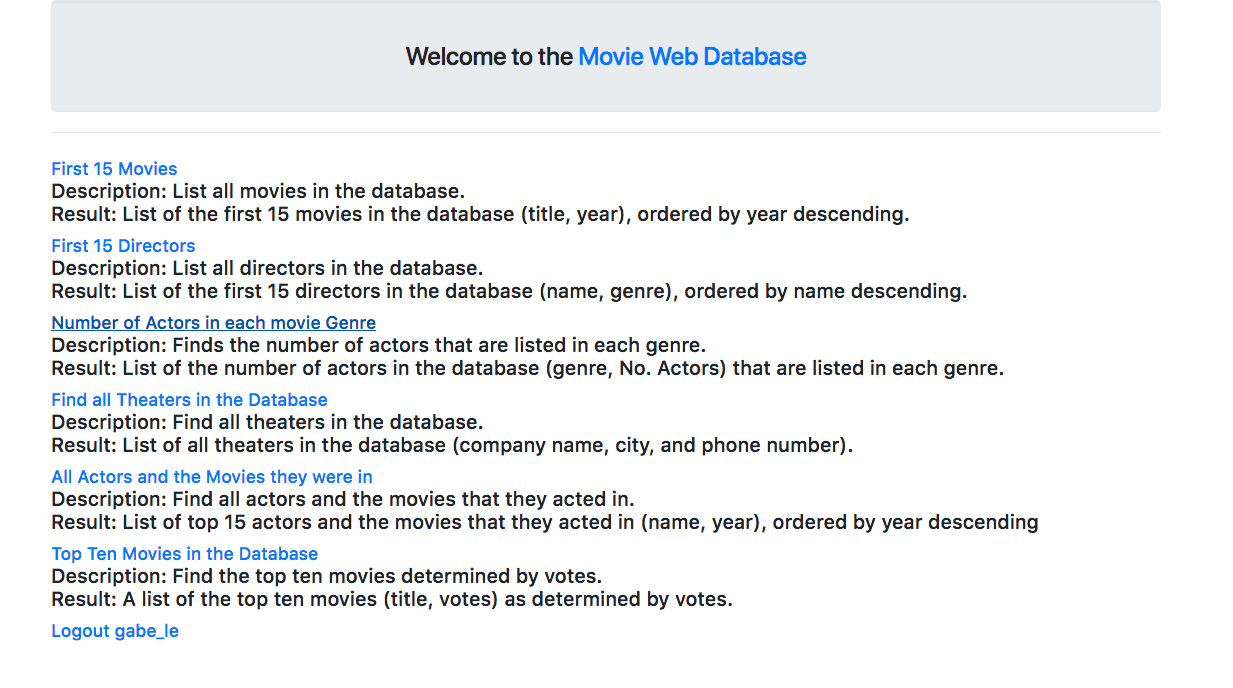 Welcome to the Movie Web Database
First 15 Movies
Description: List all movies in the database.
Result: List of the first 15 movies in the database (title, year), ordered by year descending.
First 15 Directors
Description: List all directors in the database.
Result: List of the first 15 directors in the database (name, genre), ordered by name descending.
Number of Actors in each movie Genre
Description: Finds the number of actors that are listed in each genre.
Result: List of the number of actors in the database (genre, No. Actors) that are listed in each genre.
Find all Theaters in the Database
Description: Find all theaters in the database.
Result: List of all theaters in the database (company name, city, and phone number).
All Actors and the Movies they were in
Description: Find all actors and the movies that they acted in.
Result: List of top 15 actors and the movies that they acted in (name, year), ordered by year descending
Top Ten Movies in the Database
Description: Find the top ten movies determined by votes.
Result: A list of the top ten movies (title, votes) as determined by votes.
Logout gabe_le